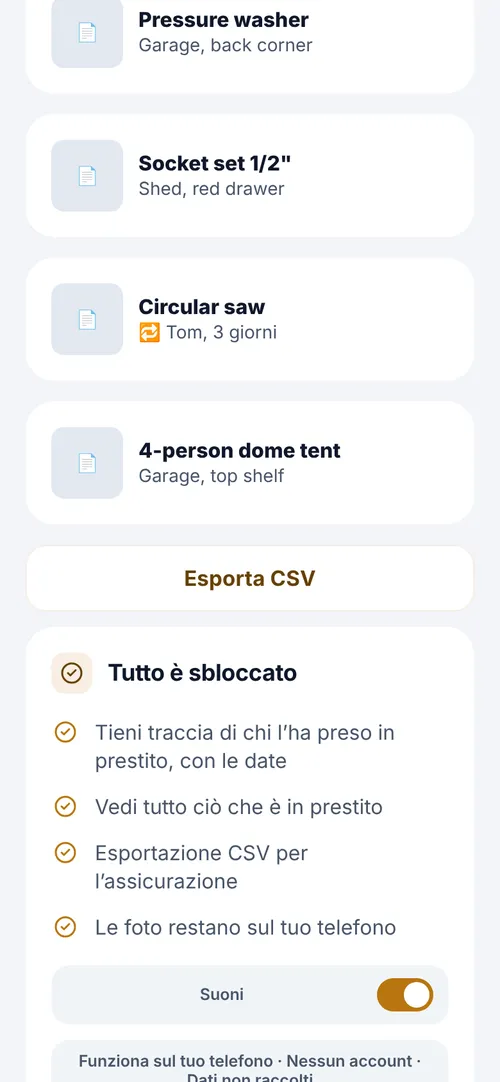 Pressure washer
Garage, back corner
Socket set 1/2"
Shed, red drawer
Circular saw
🔁 Tom, 3 giorni
4-person dome tent
Garage, top shelf
Esporta CSV
Tutto è sbloccato
Tieni traccia di chi l’ha preso in
prestito, con le date
Vedi tutto ciò che è in prestito
Esportazione CSV per
l’assicurazione
Le foto restano sul tuo telefono
Suoni
Funziona sul tuo telefono · Nessun account ·
Dati non raccolti